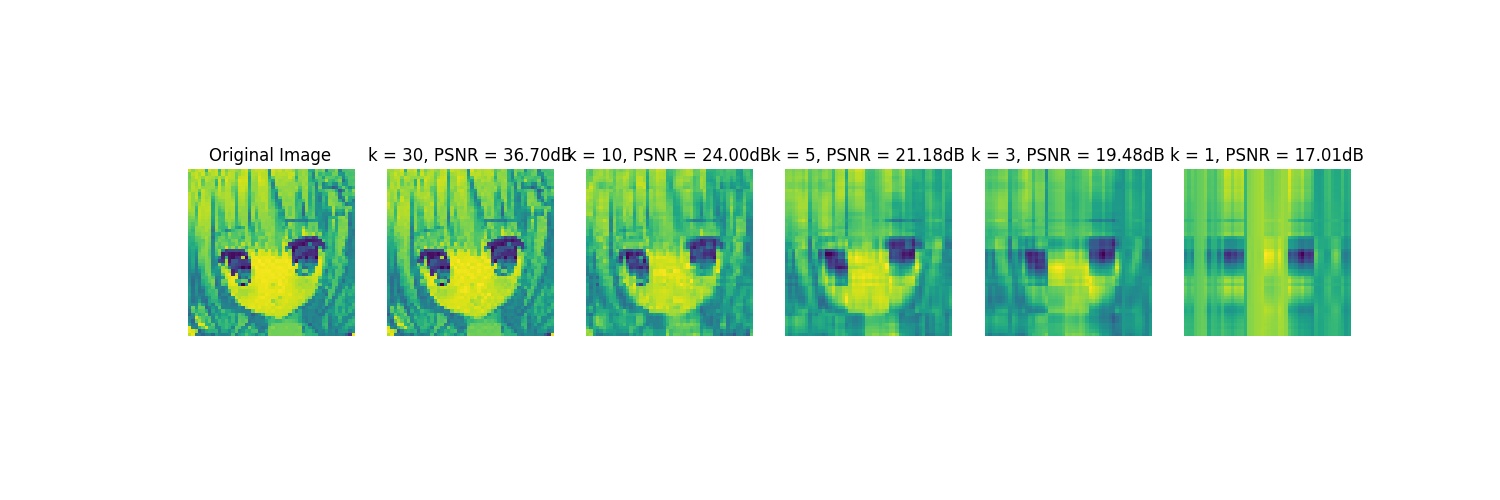 Original Image
k = 30, PSNR = 36.70dB
k = 10, PSNR = 24.00dB
k = 5, PSNR = 21.18dB
k = 3, PSNR = 19.48dB
k = 1, PSNR = 17.01dB